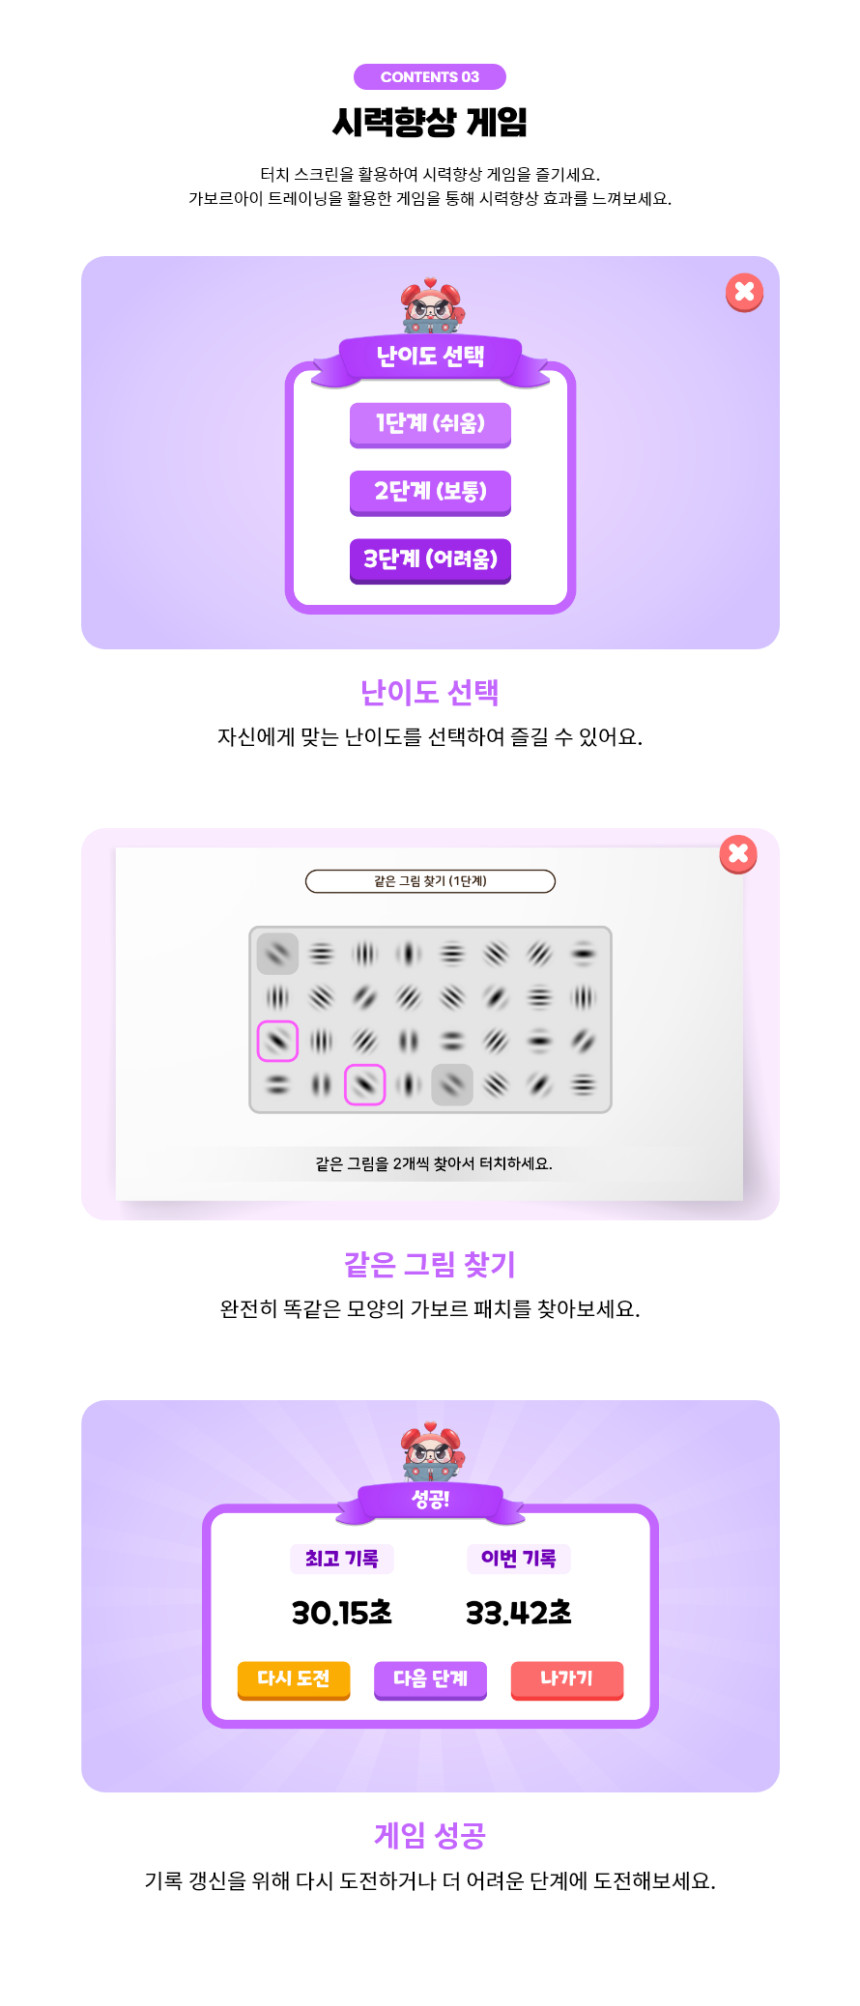 CONTENTS 03
시력향상 게임
터치 스크린을 활용하여 시력향상 게임을 즐기세요.
가보르아이 트레이닝을 활용한 게임을 통해 시력향상 효과를 느껴보세요.
난이도 선택
1단계 (쉬움)
2단계 (보통)
3단계 (어려움)
난이도 선택
자신에게 맞는 난이도를 선택하여 즐길 수 있어요.
같은 그림 찾기 (1단계)
같은 그림을 2개씩 찾아서 터치하세요.
같은 그림 찾기
완전히 똑같은 모양의 가보르 패치를 찾아보세요.
성공!
최고 기록 이번 기록
30.15초 33.42초
다시 도전 다음 단계 나가기
게임 성공
기록 갱신을 위해 다시 도전하거나 더 어려운 단계에 도전해보세요.